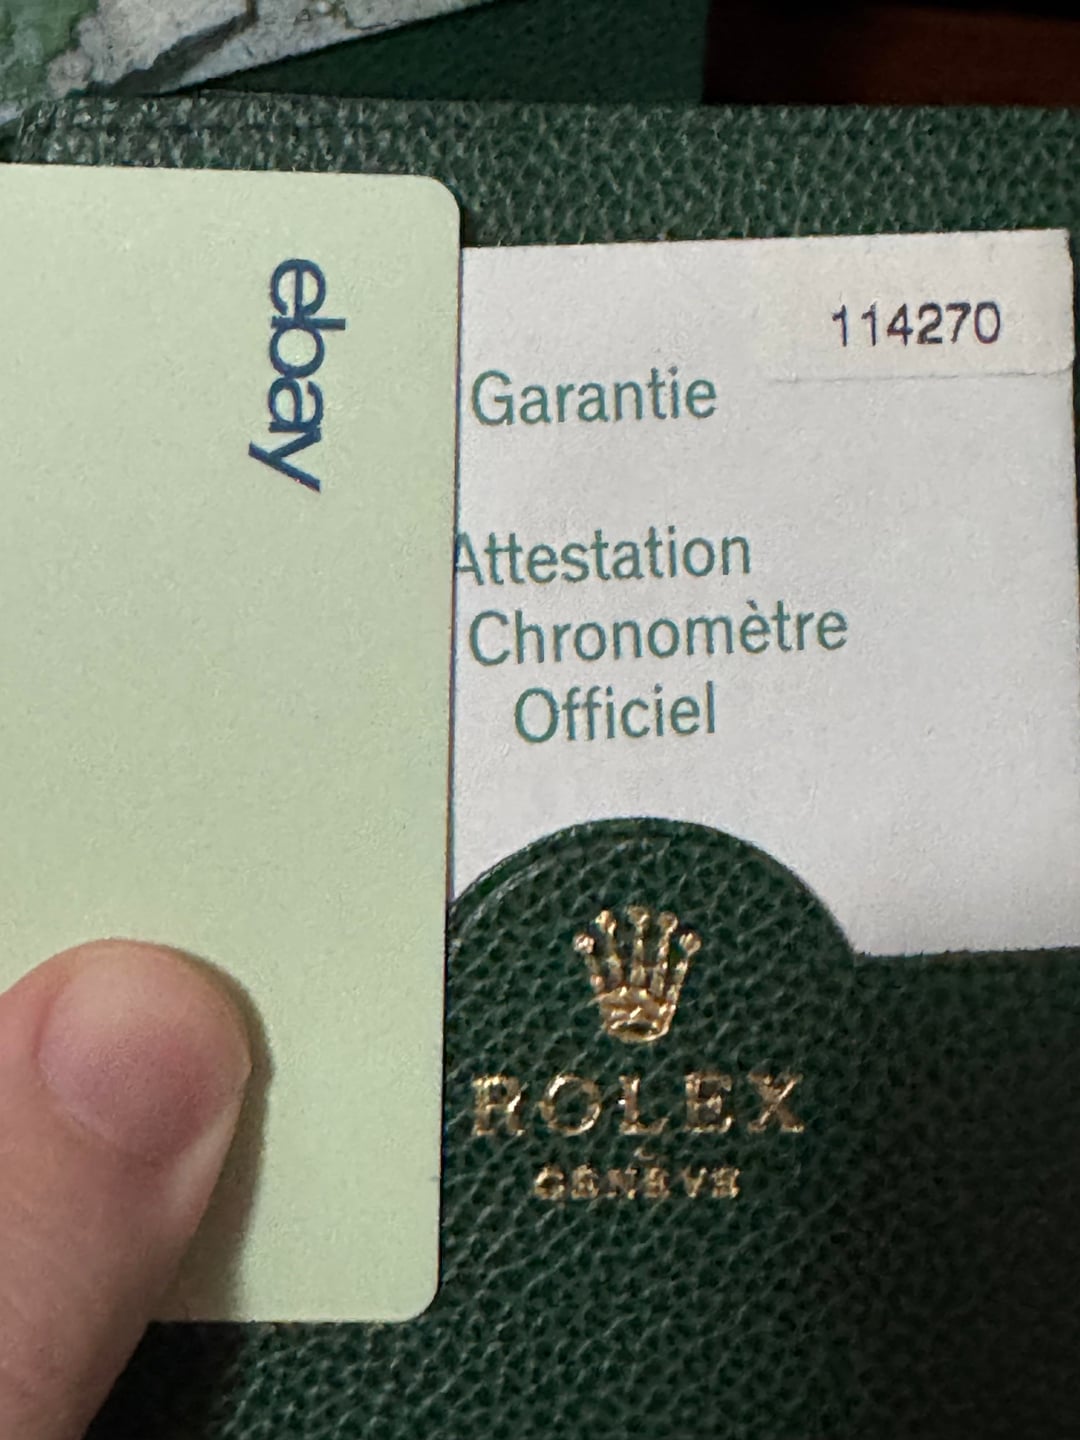 ebay
114270
Garantie
Attestation
Chronomètre
Officiel
ROLEX
GENÈVE